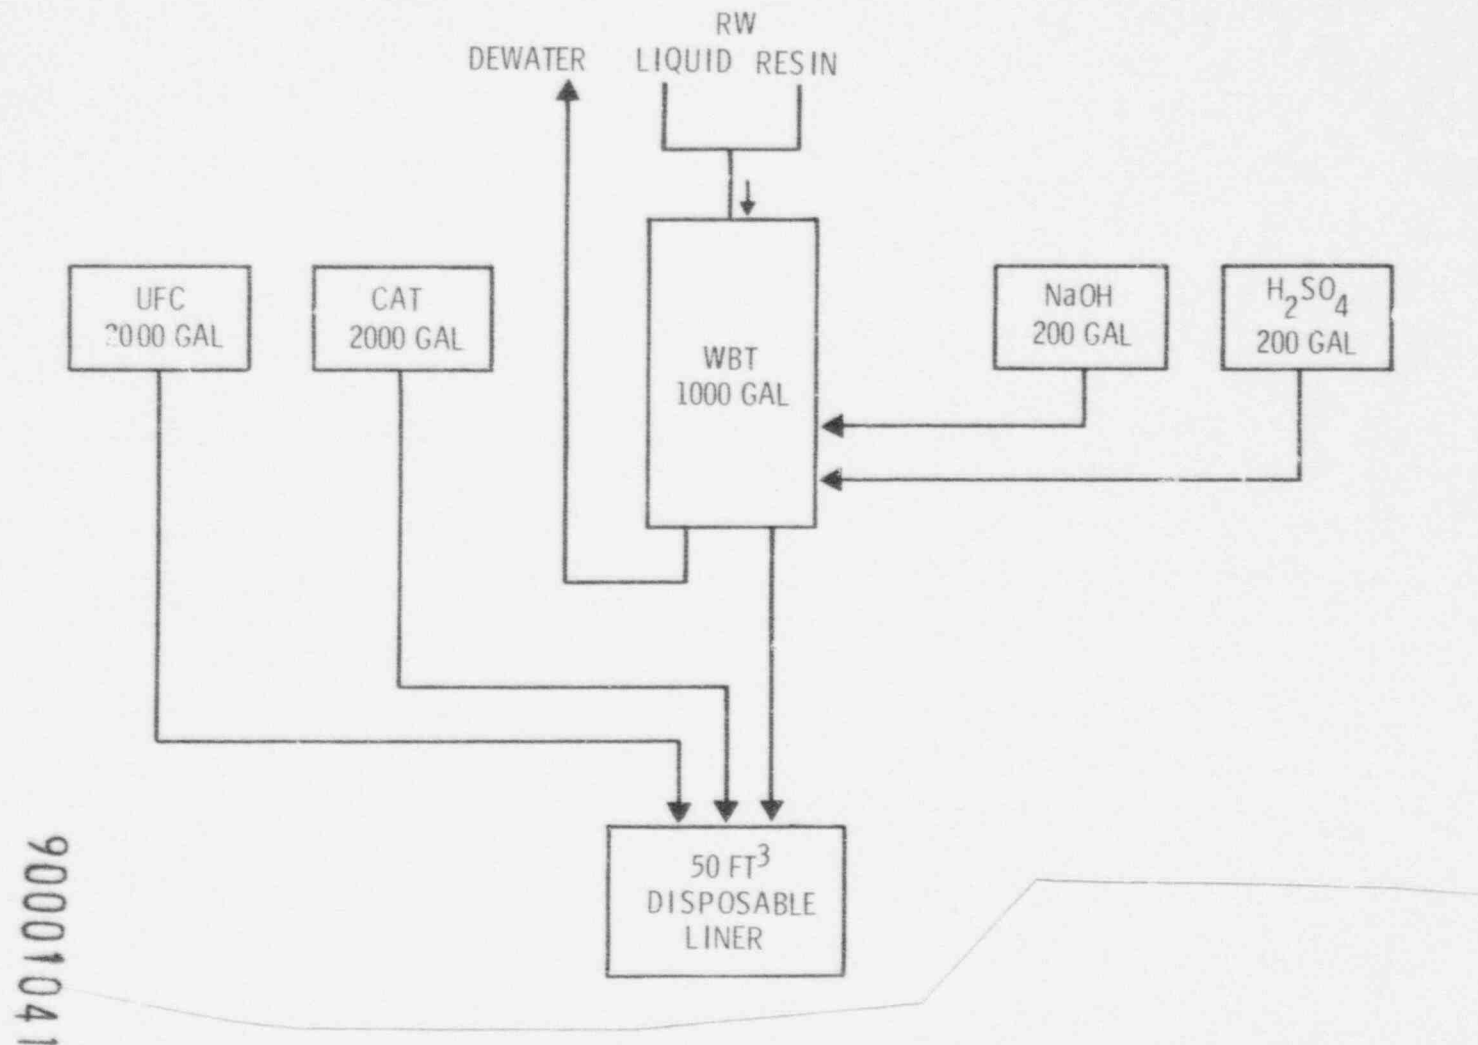 RW
DEWATER LIQUID RESIN
UFC
2000 GAL
CAT
2000 GAL
WBT
1000 GAL
NaOH
200 GAL
H₂SO₄
200 GAL
50 FT³
DISPOSABLE
LINER
90001041